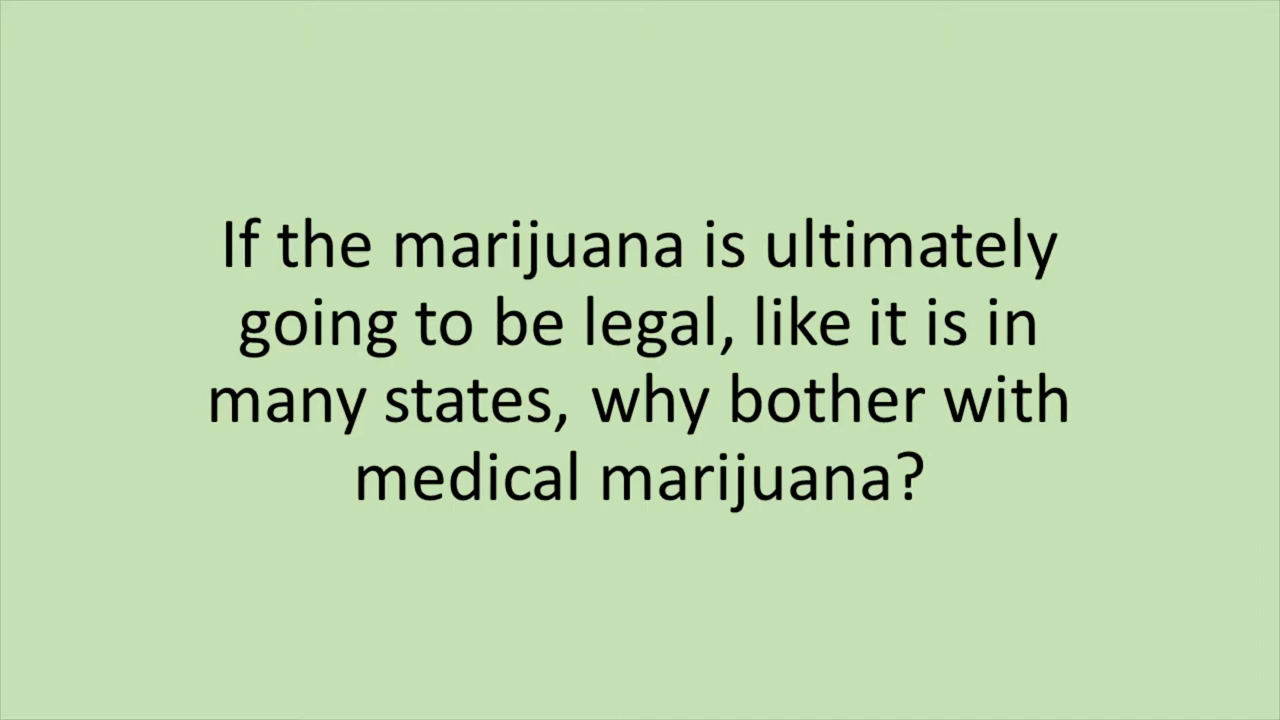 If the marijuana is ultimately
going to be legal, like it is in
many states, why bother with
medical marijuana?